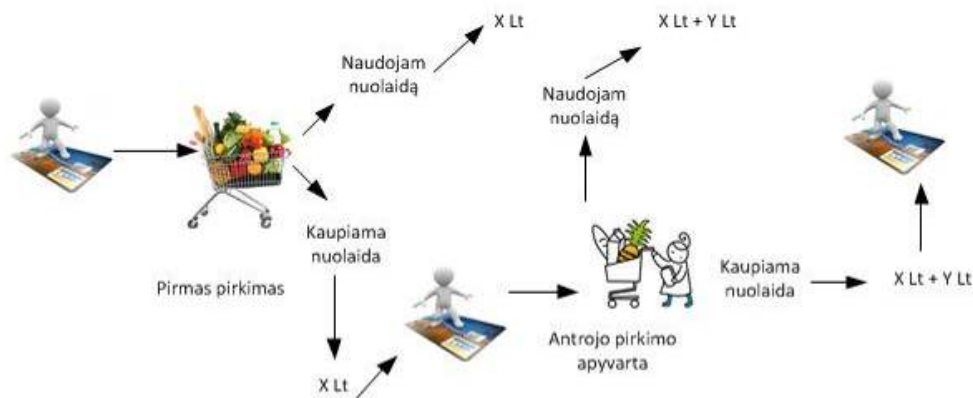 X Lt
Naudojam
nuolaidą
X Lt + Y Lt
Naudojam
nuolaidą
Kaupiama
nuolaida
Pirmas pirkimas
X Lt
Antrojo pirkimo
apyvarta
Kaupiama
nuolaida
X Lt + Y Lt